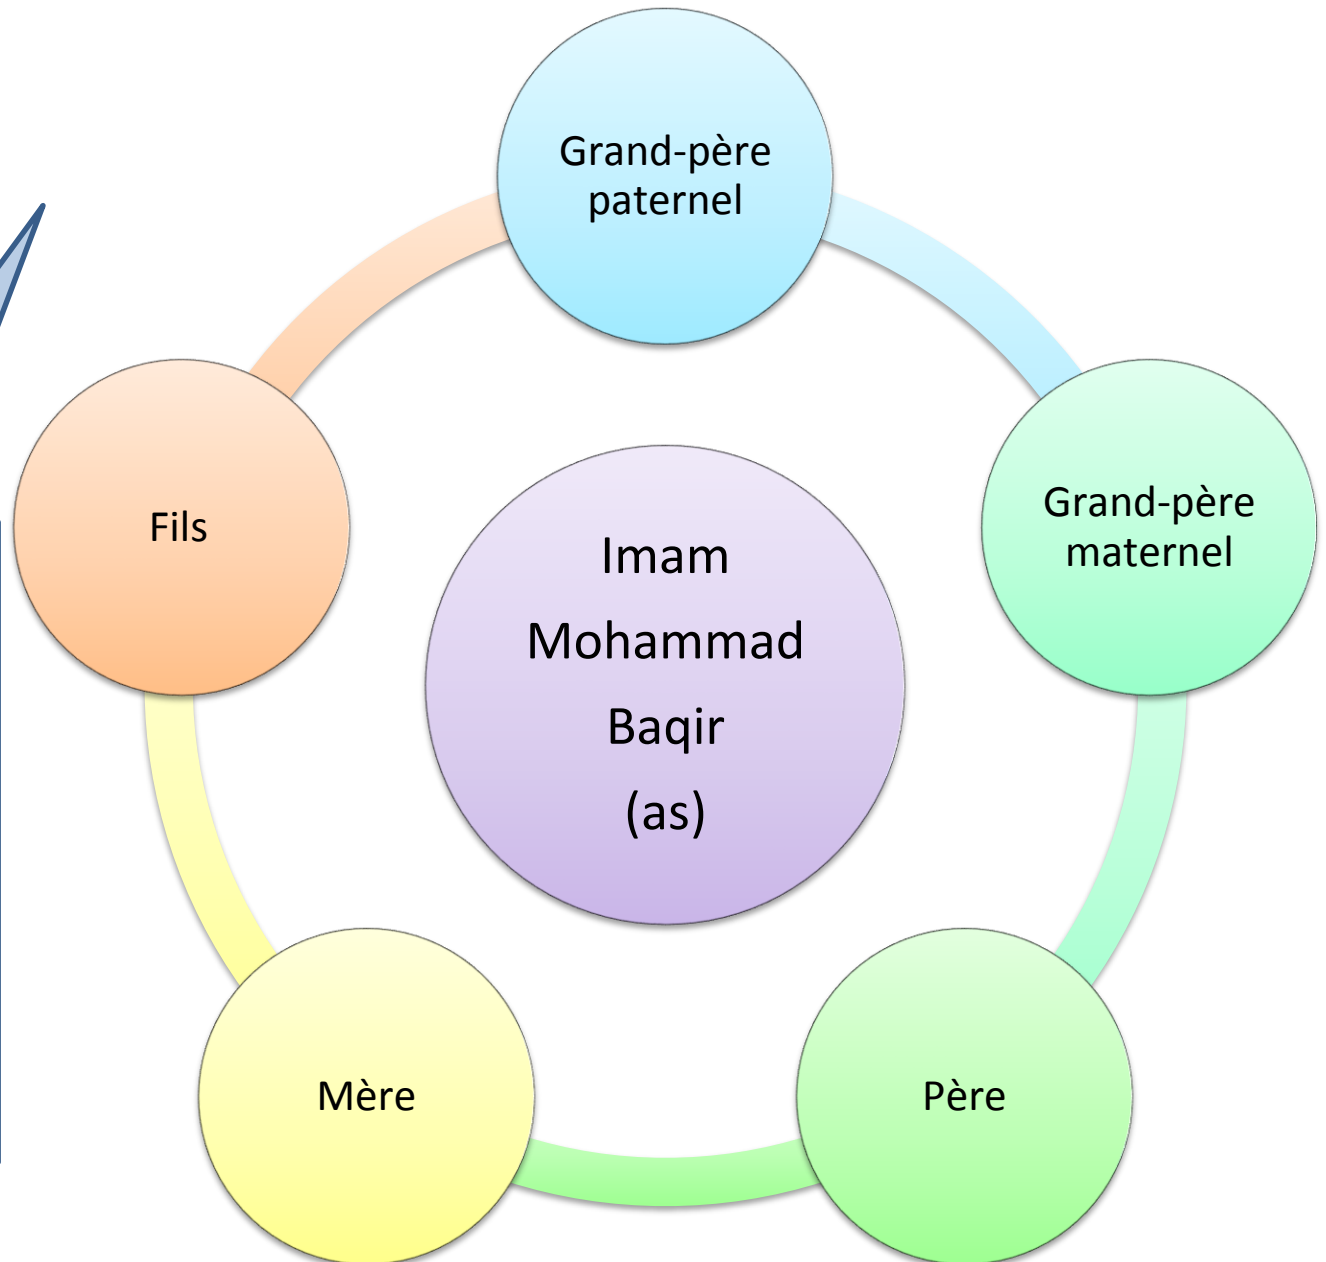 Grand-père
paternel
Grand-père
maternel
Fils
Imam
Mohammad
Baqir
(as)
Mère
Père